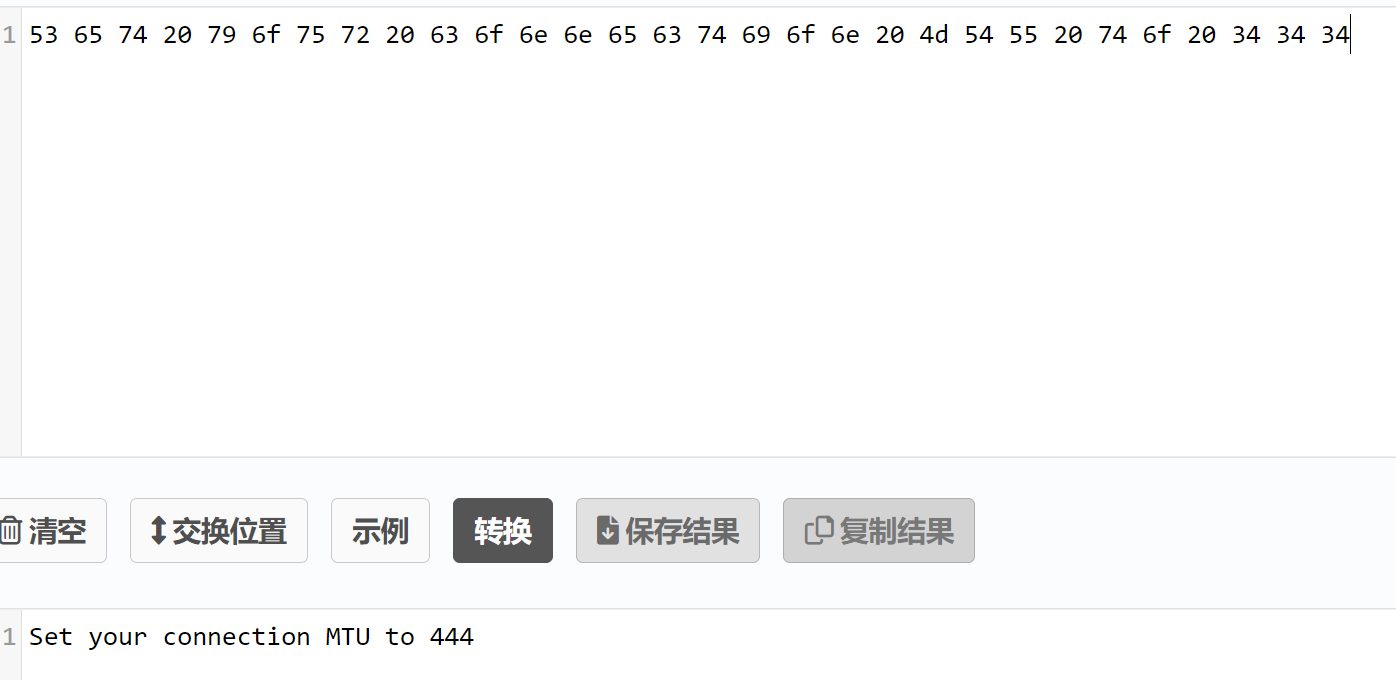 1 53 65 74 20 79 6f 75 72 20 63 6f 6e 6e 65 63 74 69 6f 6e 20 4d 54 55 20 74 6f 20 34 34 34
清空 交换位置 示例 转换 保存结果 复制结果
1 Set your connection MTU to 444